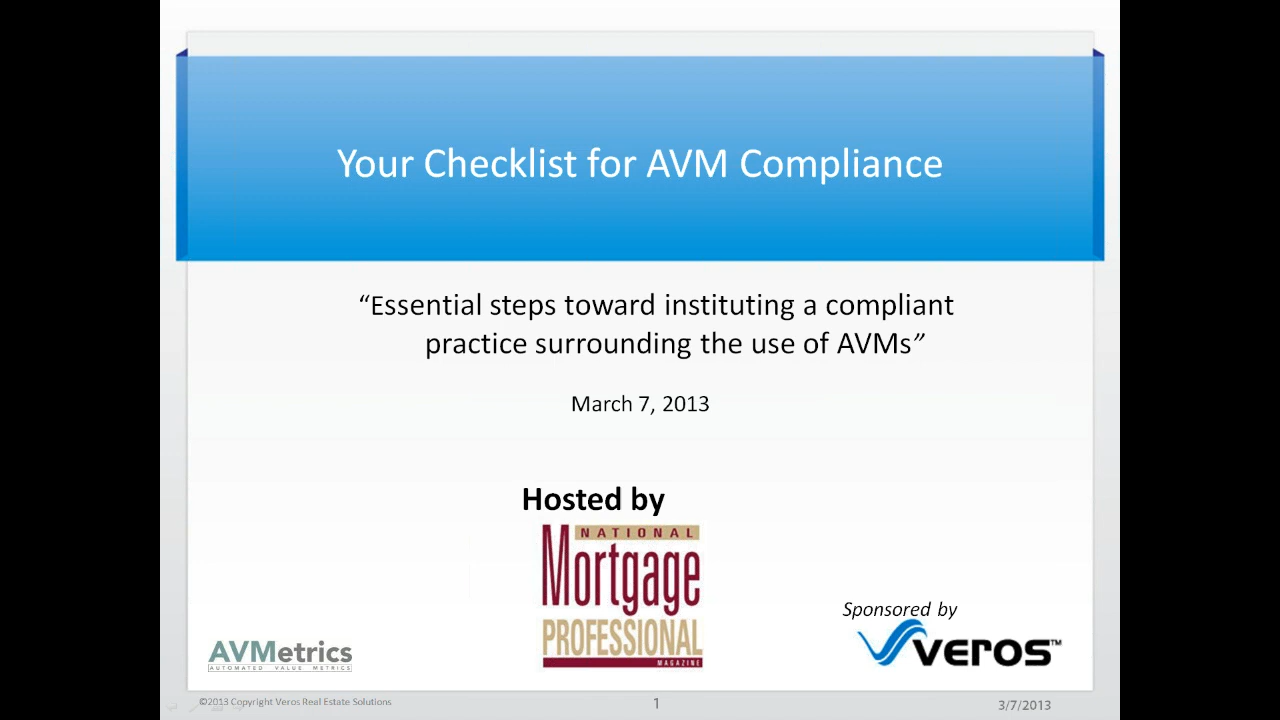 Your Checklist for AVM Compliance
“Essential steps toward instituting a compliant
practice surrounding the use of AVMs”
March 7, 2013
Hosted by
NATIONAL
Mortgage
PROFESSIONAL
MAGAZINE
Sponsored by
VEROS™
AVMetrics
AUTOMATED VALUE METRICS
©2013 Copyright Veros Real Estate Solutions
1
3/7/2013